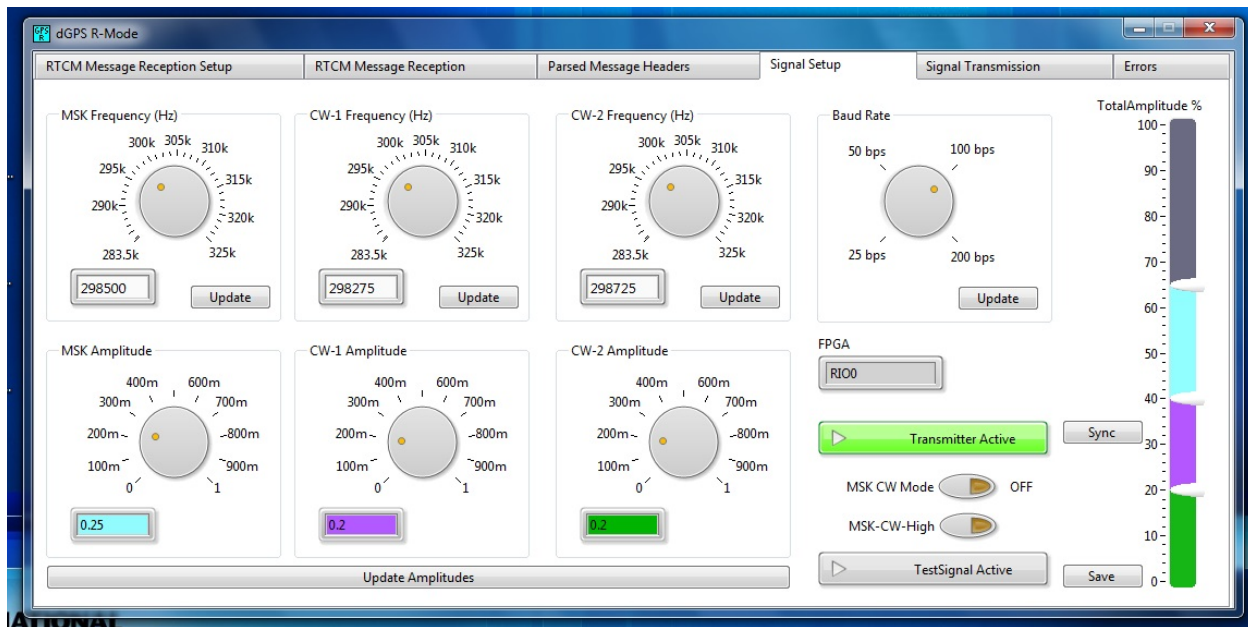 GPS
R
dGPS R-Mode
RTCM Message Reception Setup
RTCM Message Reception
Parsed Message Headers
Signal Setup
Signal Transmission
Errors
MSK Frequency (Hz)
300k 305k 310k
295k 315k
290k 320k
283.5k 325k
298500
Update
CW-1 Frequency (Hz)
300k 305k 310k
295k 315k
290k 320k
283.5k 325k
298275
Update
CW-2 Frequency (Hz)
300k 305k 310k
295k 315k
290k 320k
283.5k 325k
298725
Update
Baud Rate
50 bps 100 bps
25 bps 200 bps
Update
TotalAmplitude %
100
90
80
70
60
50
40
30
20
10
0
MSK Amplitude
400m 600m
300m 700m
200m 800m
100m 900m
0 1
0.25
CW-1 Amplitude
400m 600m
300m 700m
200m 800m
100m 900m
0 1
0.2
CW-2 Amplitude
400m 600m
300m 700m
200m 800m
100m 900m
0 1
0.2
Update Amplitudes
FPGA
RIO0
Transmitter Active
Sync
MSK CW Mode OFF
MSK-CW-High
TestSignal Active
Save